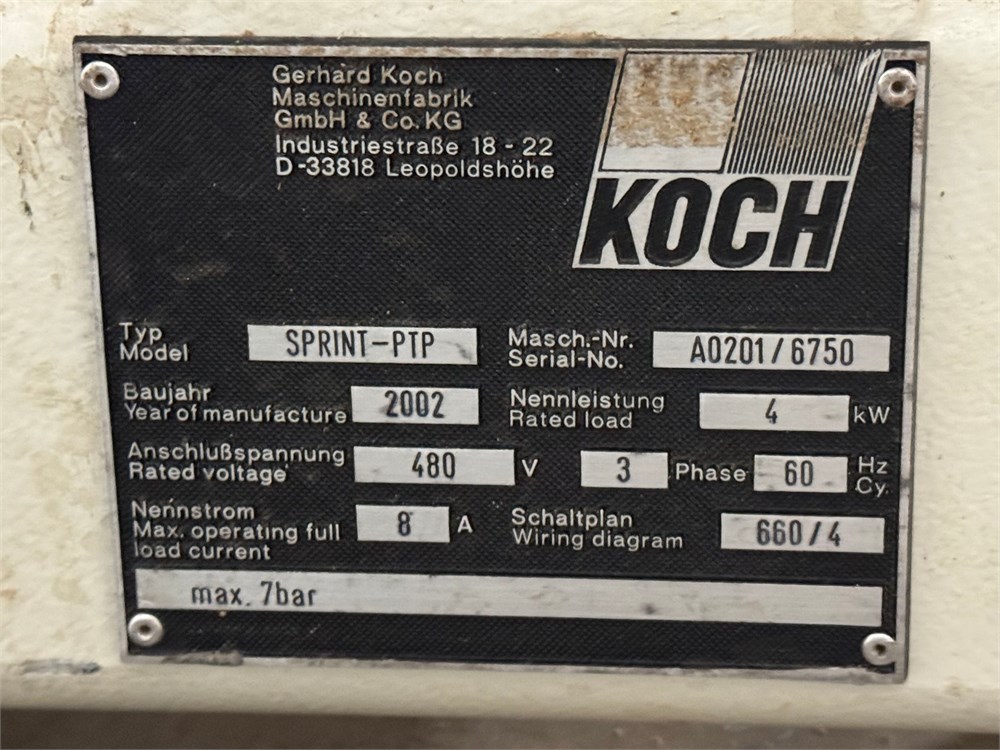 Gerhard Koch
Maschinenfabrik
GmbH & Co. KG
Industriestraße 18 - 22
D-33818 Leopoldshöhe
KOCH
Typ
Model
SPRINT-PTP
Masch.-Nr.
Serial-No.
A0201/6750
Baujahr
Year of manufacture
2002
Nennleistung
Rated load
4
kW
Anschlußspannung
Rated voltage
480
V
3
Phase
60
Hz
Cy.
Nennstrom
Max. operating full
load current
8
A
Schaltplan
Wiring diagram
660/4
max. 7bar